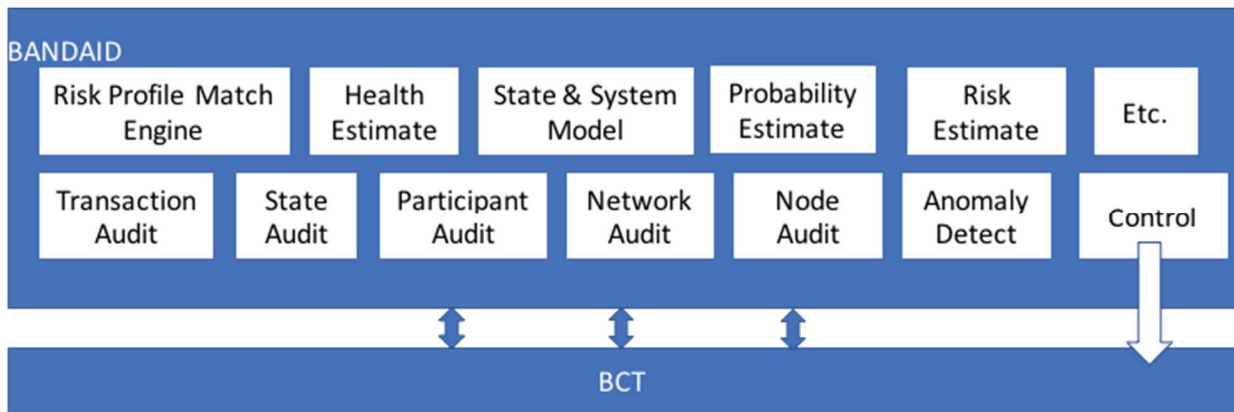 BANDAID
Risk Profile Match
Engine
Health
Estimate
State & System
Model
Probability
Estimate
Risk
Estimate
Etc.
Transaction
Audit
State
Audit
Participant
Audit
Network
Audit
Node
Audit
Anomaly
Detect
Control
BCT